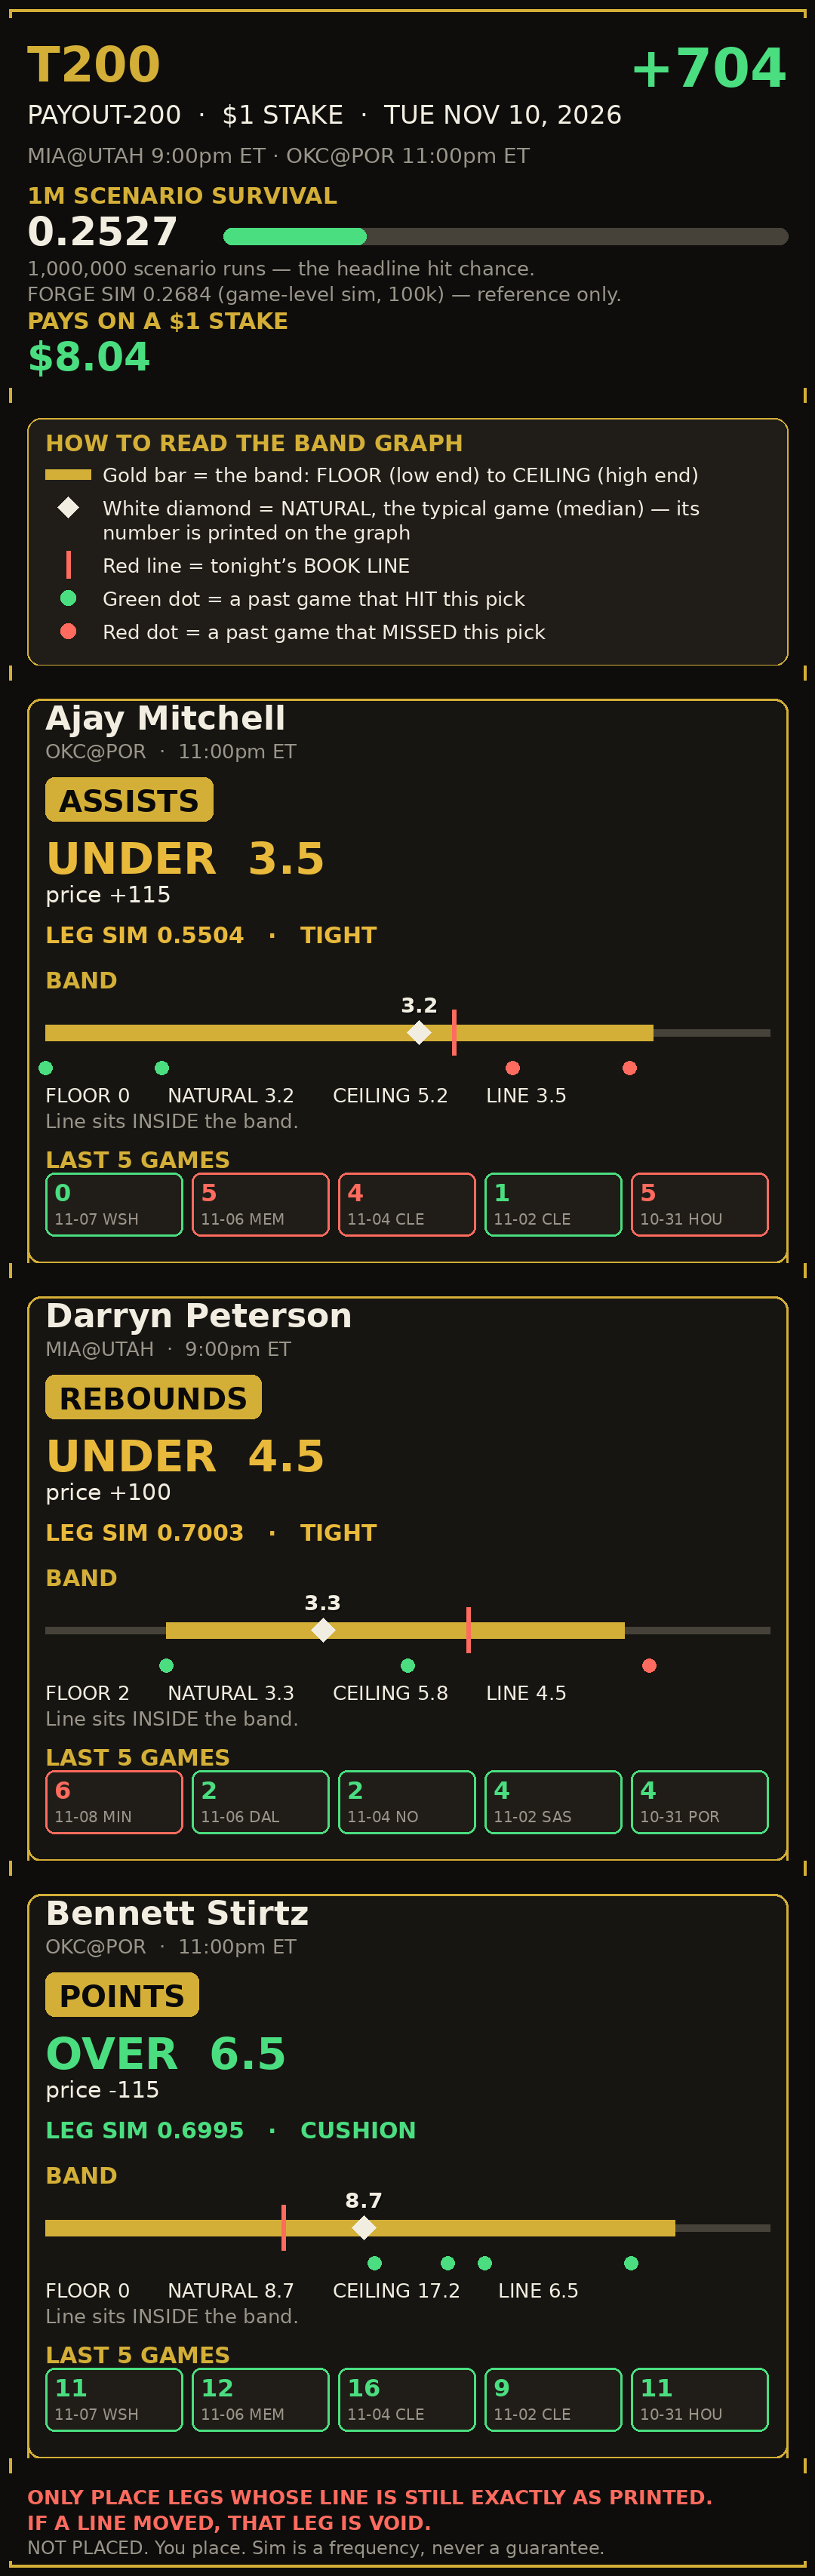 T200
+704
PAYOUT-200 · $1 STAKE · TUE NOV 10, 2026
MIA@UTAH 9:00pm ET · OKC@POR 11:00pm ET
1M SCENARIO SURVIVAL
0.2527
1,000,000 scenario runs — the headline hit chance.
FORGE SIM 0.2684 (game-level sim, 100k) — reference only.
PAYS ON A $1 STAKE
$8.04
HOW TO READ THE BAND GRAPH
Gold bar = the band: FLOOR (low end) to CEILING (high end)
White diamond = NATURAL, the typical game (median) — its
number is printed on the graph
Red line = tonight’s BOOK LINE
Green dot = a past game that HIT this pick
Red dot = a past game that MISSED this pick
Ajay Mitchell
OKC@POR · 11:00pm ET
ASSISTS
UNDER 3.5
price +115
LEG SIM 0.5504 · TIGHT
BAND
3.2
FLOOR 0 NATURAL 3.2 CEILING 5.2 LINE 3.5
Line sits INSIDE the band.
LAST 5 GAMES
0 5 4 1 5
11-07 WSH 11-06 MEM 11-04 CLE 11-02 CLE 10-31 HOU
Darryn Peterson
MIA@UTAH · 9:00pm ET
REBOUNDS
UNDER 4.5
price +100
LEG SIM 0.7003 · TIGHT
BAND
3.3
FLOOR 2 NATURAL 3.3 CEILING 5.8 LINE 4.5
Line sits INSIDE the band.
LAST 5 GAMES
6 2 2 4 4
11-08 MIN 11-06 DAL 11-04 NO 11-02 SAS 10-31 POR
Bennett Stirtz
OKC@POR · 11:00pm ET
POINTS
OVER 6.5
price -115
LEG SIM 0.6995 · CUSHION
BAND
8.7
FLOOR 0 NATURAL 8.7 CEILING 17.2 LINE 6.5
Line sits INSIDE the band.
LAST 5 GAMES
11 12 16 9 11
11-07 WSH 11-06 MEM 11-04 CLE 11-02 CLE 10-31 HOU
ONLY PLACE LEGS WHOSE LINE IS STILL EXACTLY AS PRINTED.
IF A LINE MOVED, THAT LEG IS VOID.
NOT PLACED. You place. Sim is a frequency, never a guarantee.